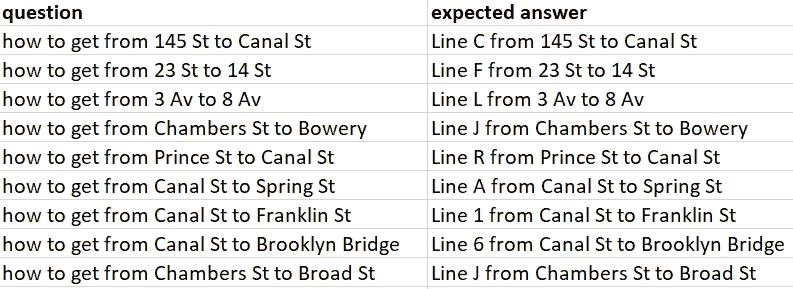 question expected answer
how to get from 145 St to Canal St Line C from 145 St to Canal St
how to get from 23 St to 14 St Line F from 23 St to 14 St
how to get from 3 Av to 8 Av Line L from 3 Av to 8 Av
how to get from Chambers St to Bowery Line J from Chambers St to Bowery
how to get from Prince St to Canal St Line R from Prince St to Canal St
how to get from Canal St to Spring St Line A from Canal St to Spring St
how to get from Canal St to Franklin St Line 1 from Canal St to Franklin St
how to get from Canal St to Brooklyn Bridge Line 6 from Canal St to Brooklyn Bridge
how to get from Chambers St to Broad St Line J from Chambers St to Broad St